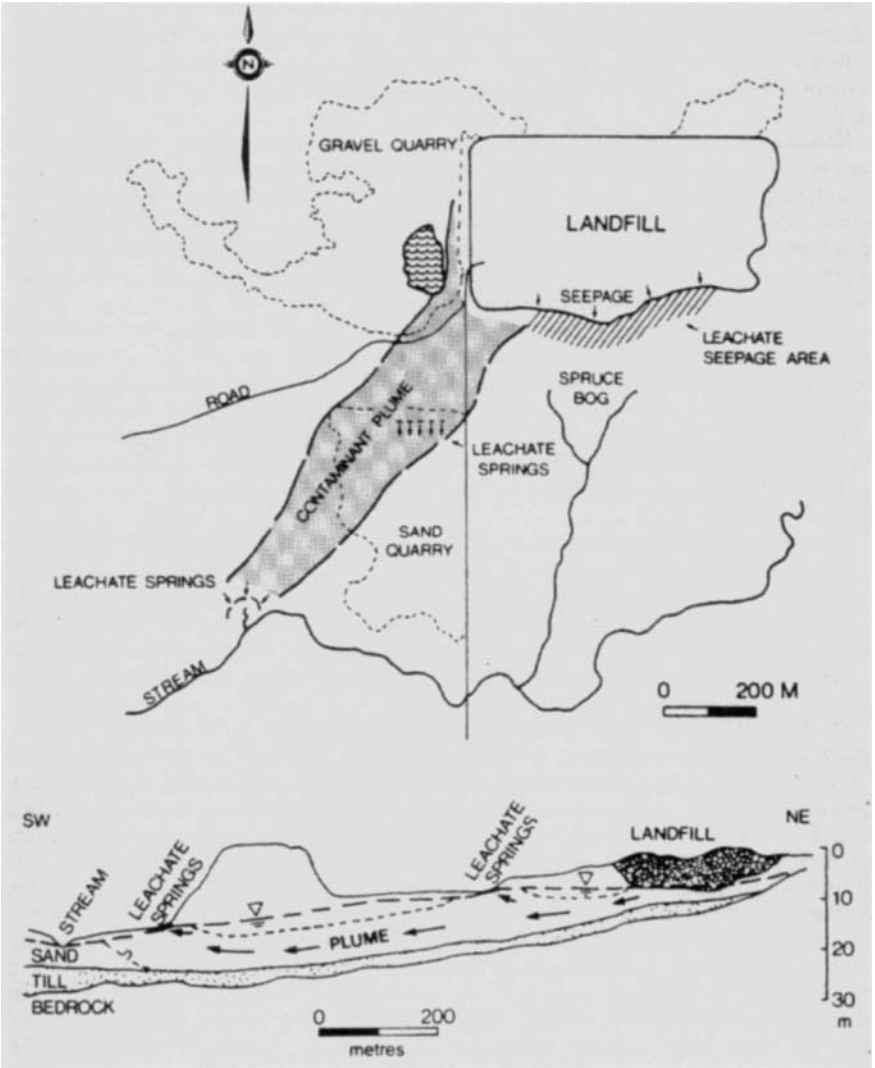 N
GRAVEL QUARRY
LANDFILL
SEEPAGE
LEACHATE
SEEPAGE AREA
ROAD
SPRUCE
BOG
CONTAMINANT PLUME
LEACHATE
SPRINGS
SAND
QUARRY
LEACHATE SPRINGS
STREAM
0 200 M
SW
NE
STREAM
LEACHATE
SPRINGS
LEACHATE
SPRINGS
LANDFILL
0
10
20
30
m
PLUME
SAND
TILL
BEDROCK
0 200
metres